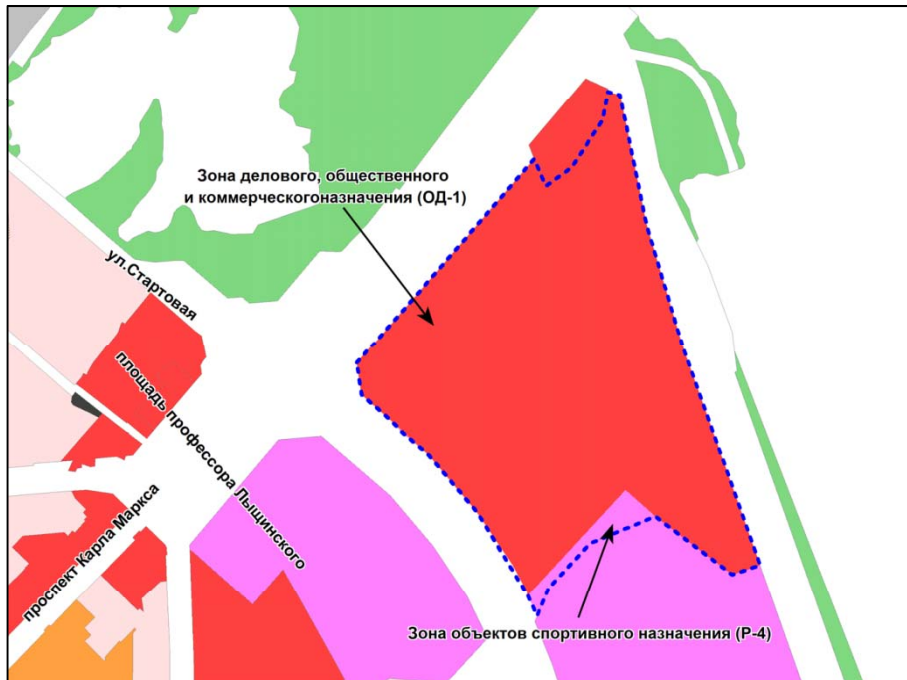 Зона делового, общественного
и коммерческогоназначения (ОД-1)
ул.Стартовая
площадь профессора Лыщинского
проспект Карла Маркса
Зона объектов спортивного назначения (Р-4)